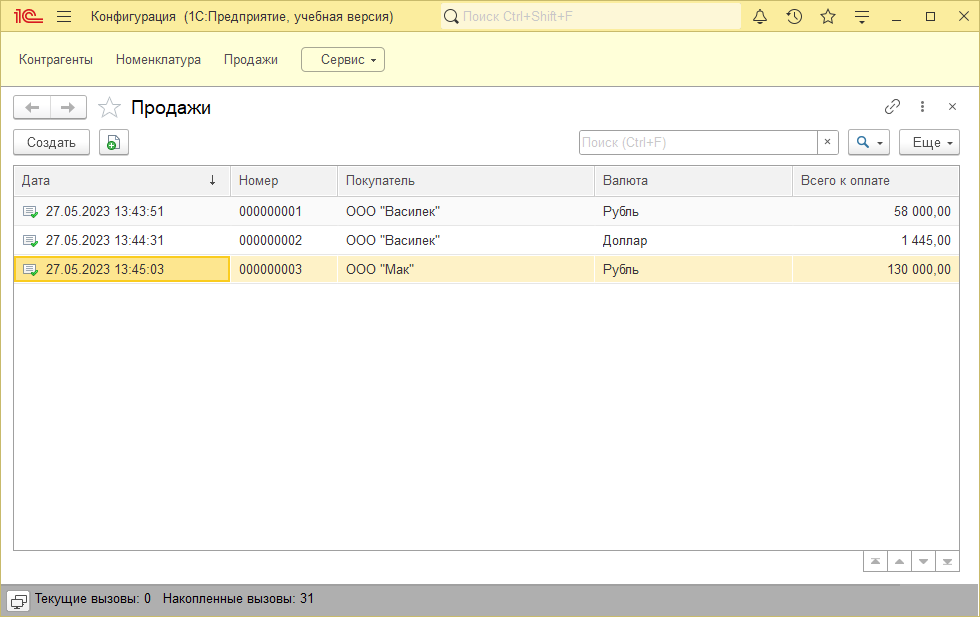 1С Конфигурация (1С:Предприятие, учебная версия) Поиск Ctrl+Shift+F
Контрагенты Номенклатура Продажи Сервис
Продажи
Создать Поиск (Ctrl+F) × Еще
Дата ↓ Номер Покупатель Валюта Всего к оплате
27.05.2023 13:43:51 000000001 ООО "Василек" Рубль 58 000,00
27.05.2023 13:44:31 000000002 ООО "Василек" Доллар 1 445,00
27.05.2023 13:45:03 000000003 ООО "Мак" Рубль 130 000,00
Текущие вызовы: 0 Накопленные вызовы: 31